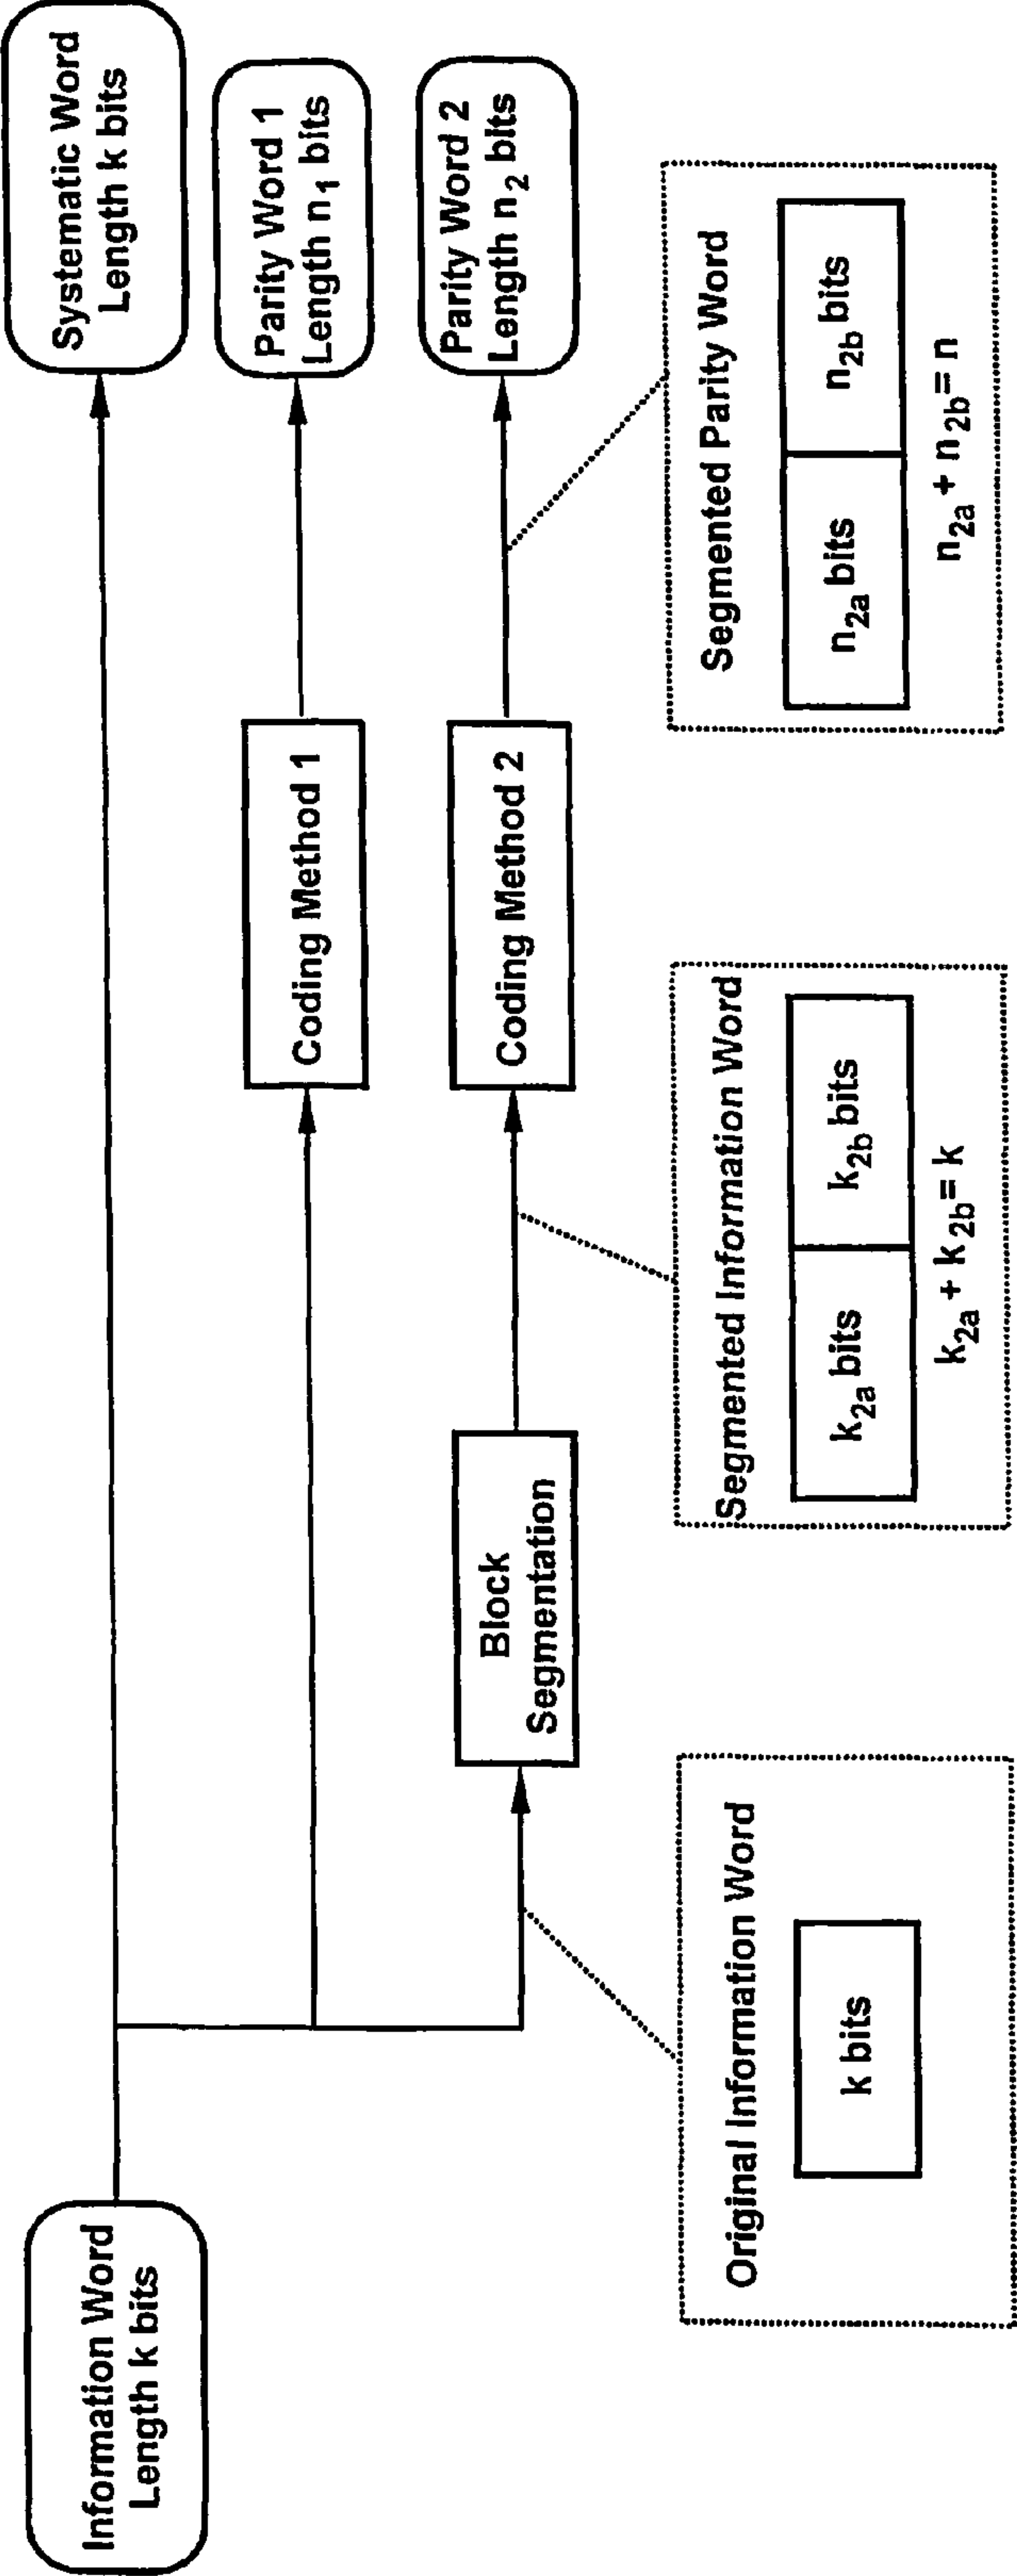 Information Word
Length k bits
Systematic Word
Length k bits
Coding Method 1
Parity Word 1
Length n₁ bits
Block
Segmentation
Coding Method 2
Parity Word 2
Length n₂ bits
Original Information Word
k bits
Segmented Information Word
k₂ₐ bits
k₂b bits
k₂ₐ + k₂b = k
Segmented Parity Word
n₂ₐ bits
n₂b bits
n₂ₐ + n₂b = n